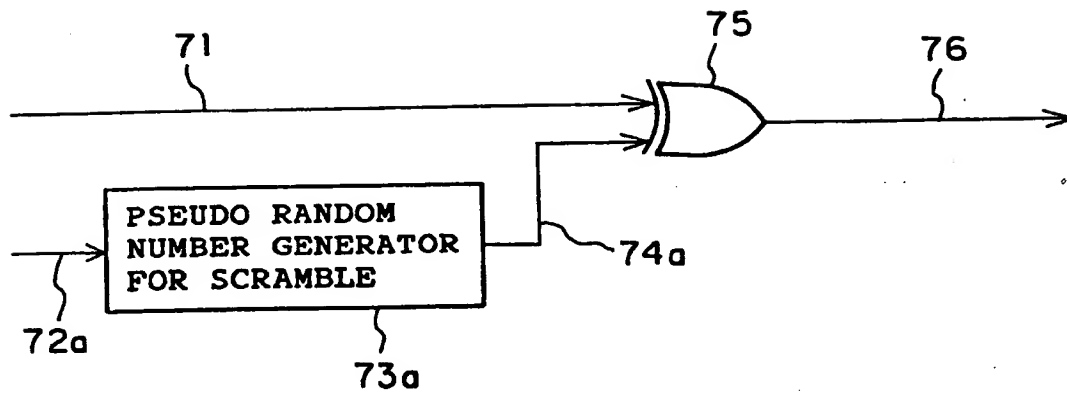 71
75
76
PSEUDO RANDOM
NUMBER GENERATOR
FOR SCRAMBLE
74a
72a
73a